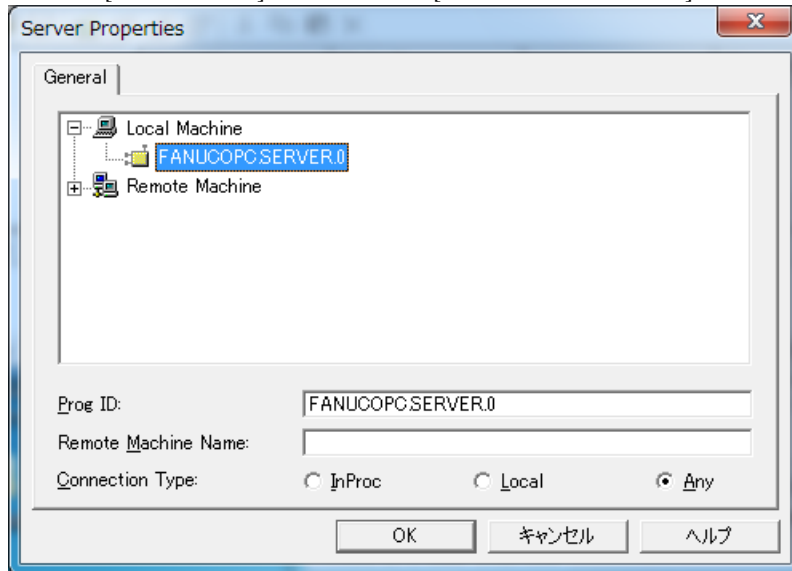 Server Properties
General
Local Machine
FANUCOPC.SERVER.0
Remote Machine
Prog ID:
FANUCOPC.SERVER.0
Remote Machine Name:
Connection Type:
InProc
Local
Any
OK
キャンセル
ヘルプ